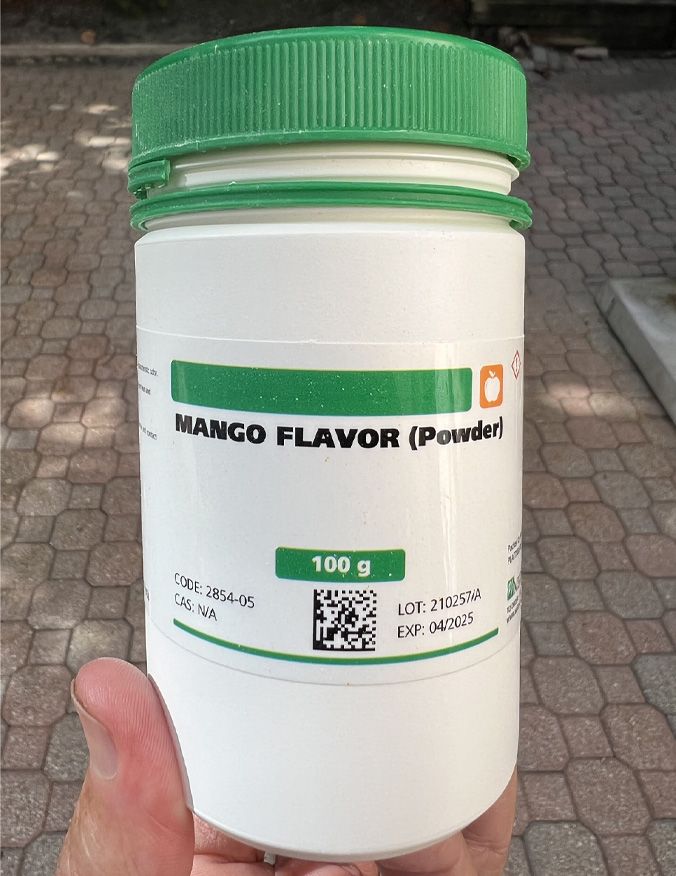 MANGO FLAVOR (Powder)
100 g
CODE: 2854-05
CAS: N/A
LOT: 210257/A
EXP: 04/2025